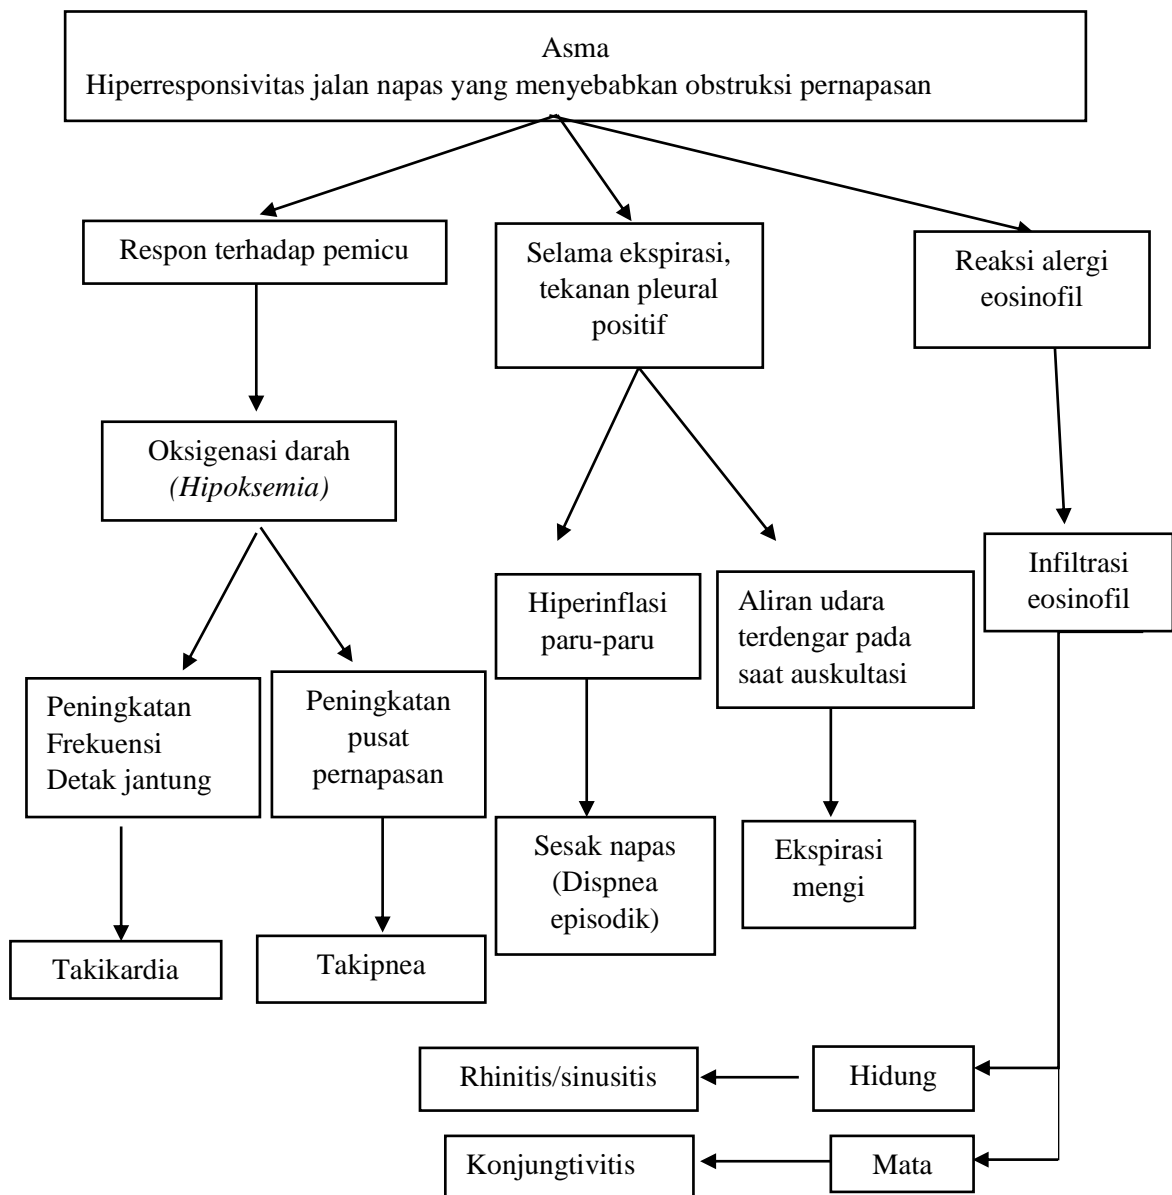 Asma
Hiperresponsivitas jalan napas yang menyebabkan obstruksi pernapasan
Respon terhadap pemicu
Selama ekspirasi,
tekanan pleural
positif
Reaksi alergi
eosinofil
Oksigenasi darah
(Hipoksemia)
Infiltrasi
eosinofil
Hiperinflasi
paru-paru
Aliran udara
terdengar pada
saat auskultasi
Peningkatan
Frekuensi
Detak jantung
Peningkatan
pusat
pernapasan
Sesak napas
(Dispnea
episodik)
Ekspirasi
mengi
Takikardia
Takipnea
Rhinitis/sinusitis
Hidung
Konjungtivitis
Mata